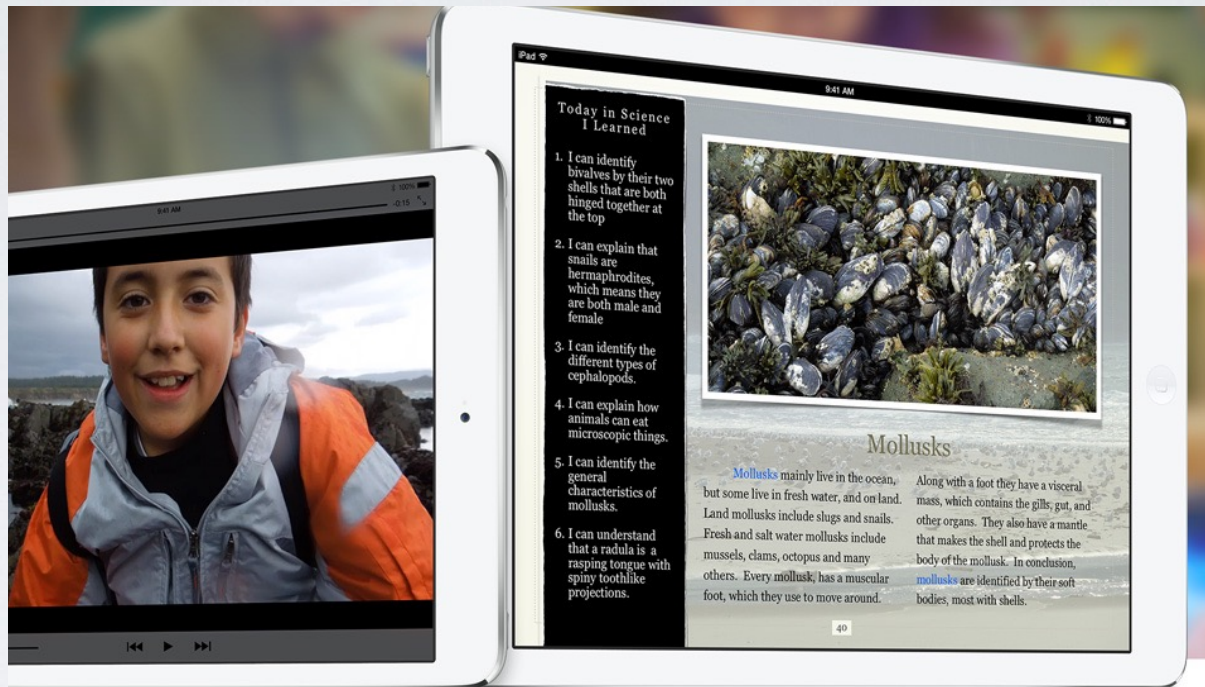 9:41 AM
100%
-0:15
iPad
9:41 AM
100%
Today in Science
I Learned
1. I can identify
bivalves by their two
shells that are both
hinged together at
the top
2. I can explain that
snails are
hermaphrodites,
which means they
are both male and
female
3. I can identify the
different types of
cephalopods.
4. I can explain how
animals can eat
microscopic things.
5. I can identify the
general
characteristics of
mollusks.
6. I can understand
that a radula is a
rasping tongue with
spiny toothlike
projections.
Mollusks
Mollusks mainly live in the ocean,
but some live in fresh water, and on land.
Land mollusks include slugs and snails.
Fresh and salt water mollusks include
mussels, clams, octopus and many
others. Every mollusk, has a muscular
foot, which they use to move around.
Along with a foot they have a visceral
mass, which contains the gills, gut, and
other organs. They also have a mantle
that makes the shell and protects the
body of the mollusk. In conclusion,
mollusks are identified by their soft
bodies, most with shells.
40